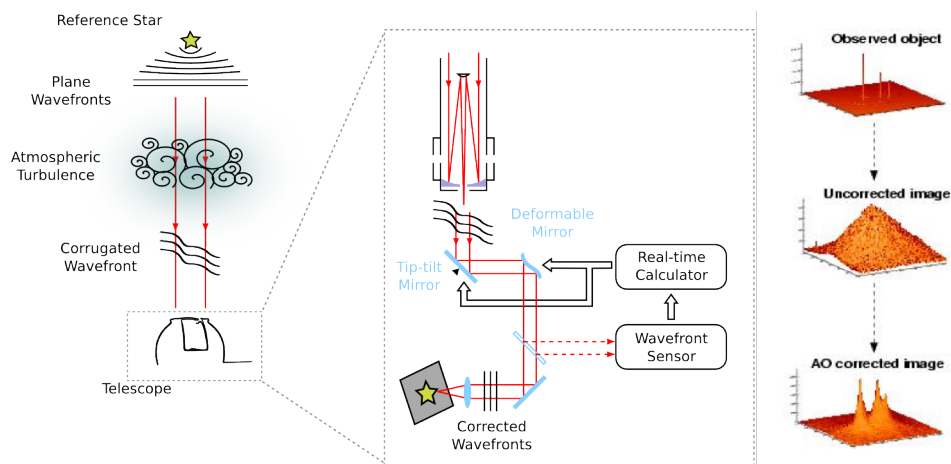 Reference Star
Plane
Wavefronts
Atmospheric
Turbulence
Corrugated
Wavefront
Telescope
Deformable
Mirror
Tip-tilt
Mirror
Real-time
Calculator
Wavefront
Sensor
Corrected
Wavefronts
Observed object
Uncorrected image
AO corrected image